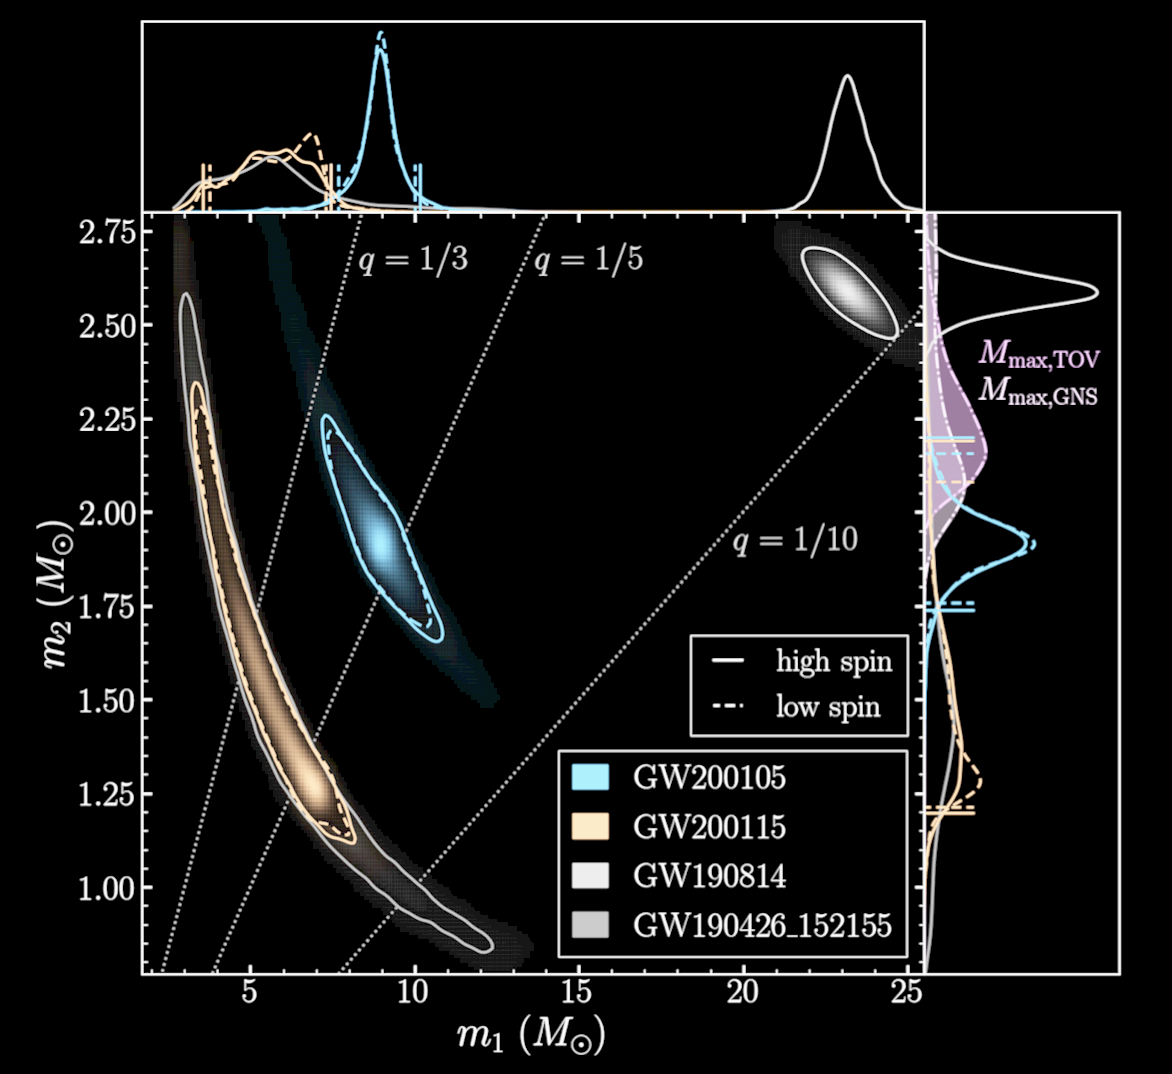 2.75
2.50
2.25
2.00
1.75
1.50
1.25
1.00
m₂ (M⊙)
q = 1/3
q = 1/5
q = 1/10
M_max,TOV
M_max,GNS
high spin
low spin
GW200105
GW200115
GW190814
GW190426_152155
5 10 15 20 25
m₁ (M⊙)